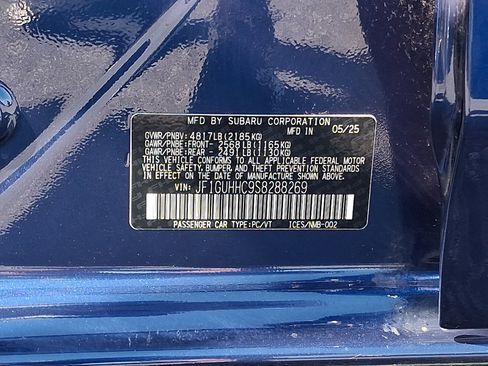 MFD BY SUBARU CORPORATION
GVWR/PNBV: 4817LB(2185KG) IN: 05/25
GAWR/PNBE:FRONT- 2568LB(1165KG)
GAWR/PNBE:REAR - 2491LB(1130KG)
THIS VEHICLE CONFORMS TO ALL APPLICABLE FEDERAL MOTOR
VEHICLE SAFETY, BUMPER, AND THEFT PREVENTION STANDARDS
IN EFFECT ON THE DATE OF MANUFACTURE SHOWN ABOVE.
VIN: JF1GUHHC9S8288269
PASSENGER CAR TYPE:PC/VT ICES/NMB-002